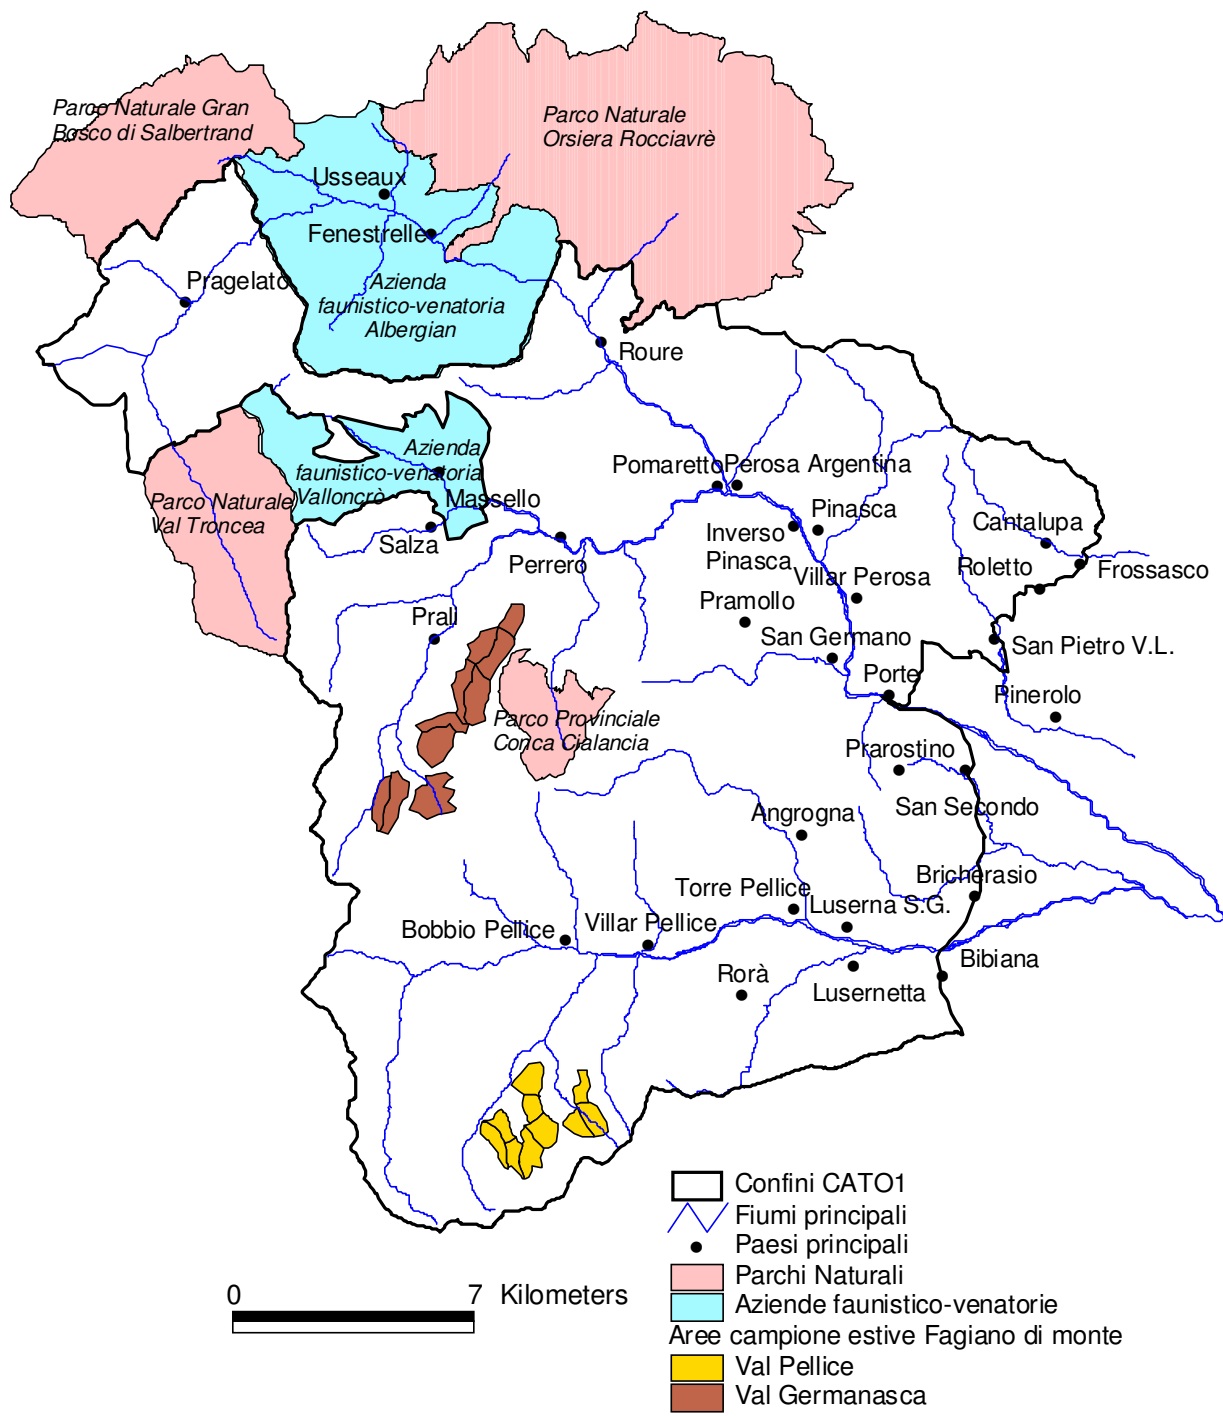 Parco Naturale Gran
Bosco di Salbertrand
Parco Naturale
Orsiera Rocciavrè
Usseaux
Fenestrelle
Pragelato
Azienda
faunistico-venatoria
Albergian
Roure
Azienda
faunistico-venatoria
Valloncrò
Pomaretto
Perosa Argentina
Massello
Parco Naturale
Val Troncea
Salza
Perrero
Inverso
Pinasca
Pinasca
Cantalupa
Roletto
Frossasco
Villar Perosa
Pramollo
Prali
San Germano
San Pietro V.L.
Porte
Pinerolo
Parco Provinciale
Conca Cialancia
Prarostino
San Secondo
Angrogna
Bricherasio
Torre Pellice
Luserna S.G.
Bobbio Pellice
Villar Pellice
Bibiana
Rorà
Lusernetta
Confini CATO1
Fiumi principali
Paesi principali
Parchi Naturali
Aziende faunistico-venatorie
Aree campione estive Fagiano di monte
Val Pellice
Val Germanasca
0 7 Kilometers